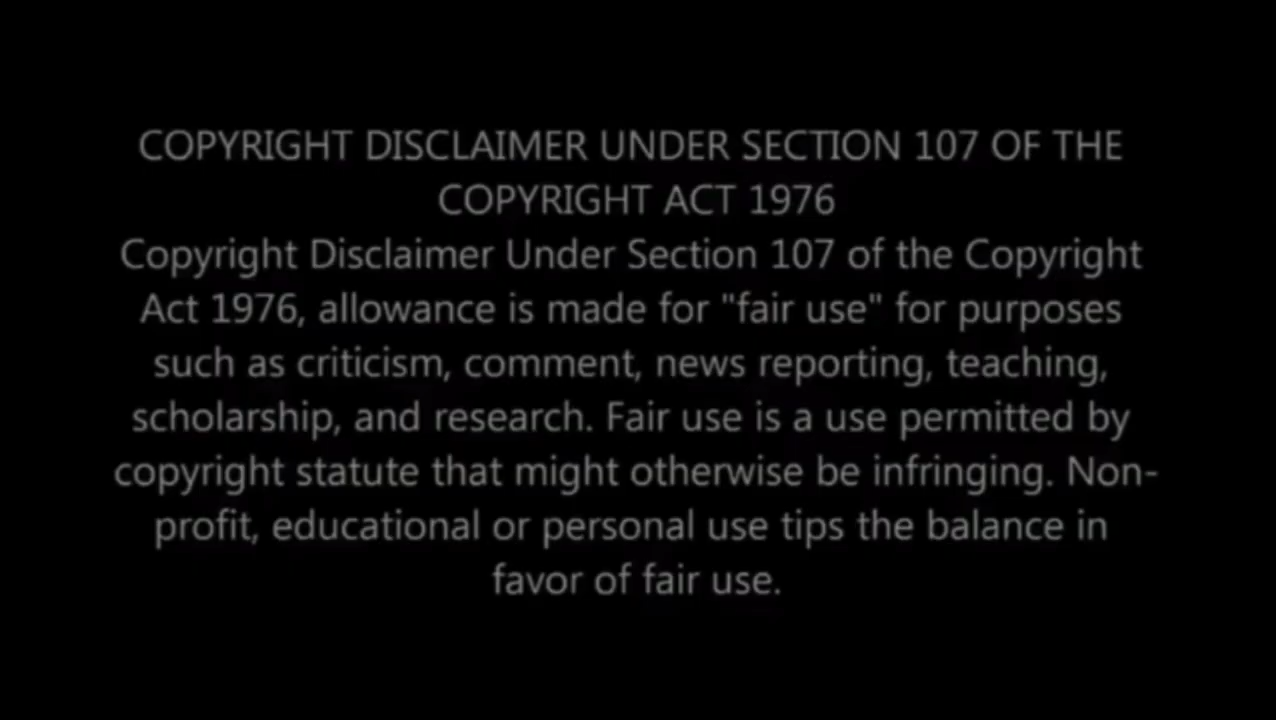 COPYRIGHT DISCLAIMER UNDER SECTION 107 OF THE
COPYRIGHT ACT 1976
Copyright Disclaimer Under Section 107 of the Copyright
Act 1976, allowance is made for "fair use" for purposes
such as criticism, comment, news reporting, teaching,
scholarship, and research. Fair use is a use permitted by
copyright statute that might otherwise be infringing. Non-
profit, educational or personal use tips the balance in
favor of fair use.